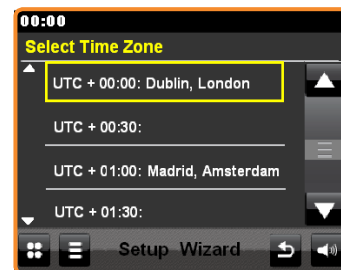 00:00
Select Time Zone
UTC + 00:00: Dublin, London
UTC + 00:30:
UTC + 01:00: Madrid, Amsterdam
UTC + 01:30:
Setup Wizard